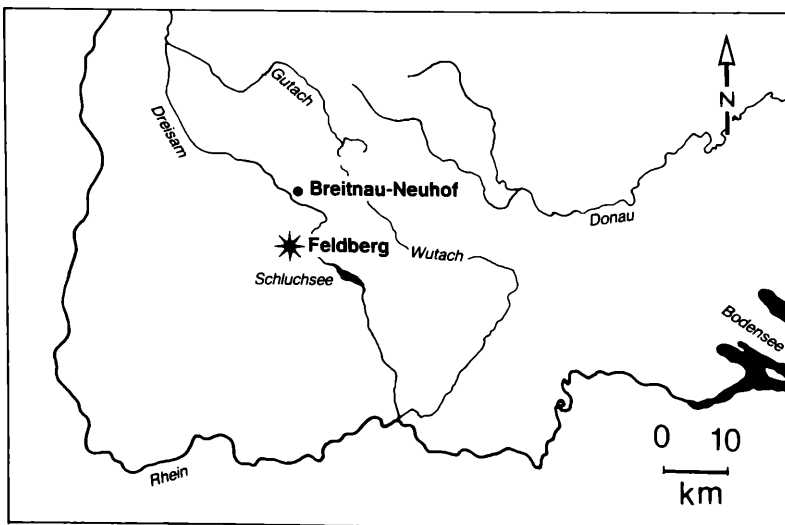 Gutach
N
Dreisam
Breitnau-Neuhof
Donau
Feldberg
Wutach
Schluchsee
Bodensee
0 10
km
Rhein